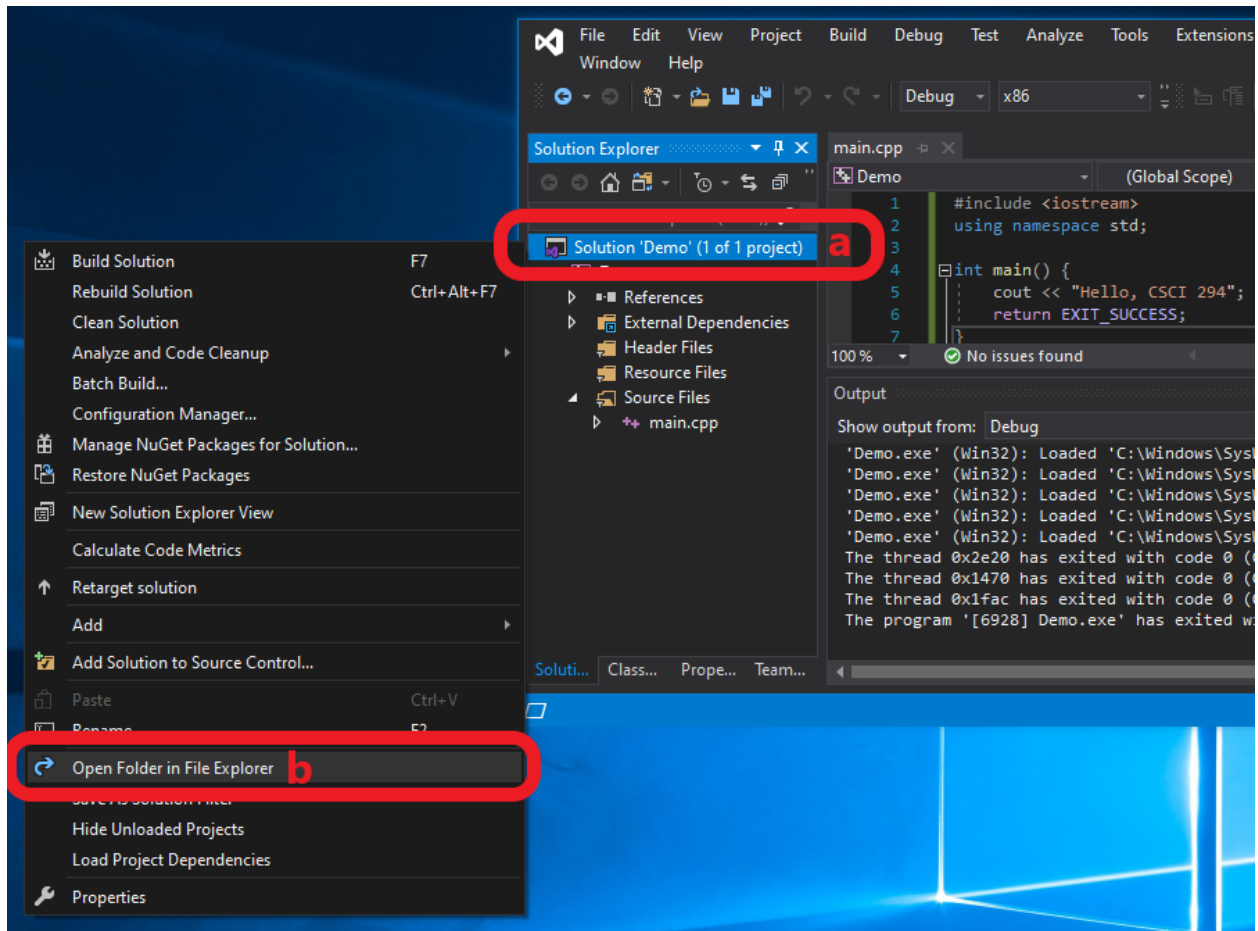 File Edit View Project Build Debug Test Analyze Tools Extensions
Window Help
Debug x86
Solution Explorer
main.cpp
Demo (Global Scope)
Solution 'Demo' (1 of 1 project) a
References
External Dependencies
Header Files
Resource Files
Source Files
main.cpp
1 #include <iostream>
2 using namespace std;
3
4 int main() {
5 cout << "Hello, CSCI 294";
6 return EXIT_SUCCESS;
7 }
100 % No issues found
Output
Show output from: Debug
'Demo.exe' (Win32): Loaded 'C:\Windows\Sys
'Demo.exe' (Win32): Loaded 'C:\Windows\Sys
'Demo.exe' (Win32): Loaded 'C:\Windows\Sys
'Demo.exe' (Win32): Loaded 'C:\Windows\Sys
'Demo.exe' (Win32): Loaded 'C:\Windows\Sys
The thread 0x2e20 has exited with code 0 (
The thread 0x1470 has exited with code 0 (
The thread 0x1fac has exited with code 0 (
The program '[6928] Demo.exe' has exited
Soluti... Class... Prope... Team...
Build Solution F7
Rebuild Solution Ctrl+Alt+F7
Clean Solution
Analyze and Code Cleanup
Batch Build...
Configuration Manager...
Manage NuGet Packages for Solution...
Restore NuGet Packages
New Solution Explorer View
Calculate Code Metrics
Retarget solution
Add
Add Solution to Source Control...
Paste Ctrl+V
Rename F2
Open Folder in File Explorer b
Save As Solution Filter
Hide Unloaded Projects
Load Project Dependencies
Properties